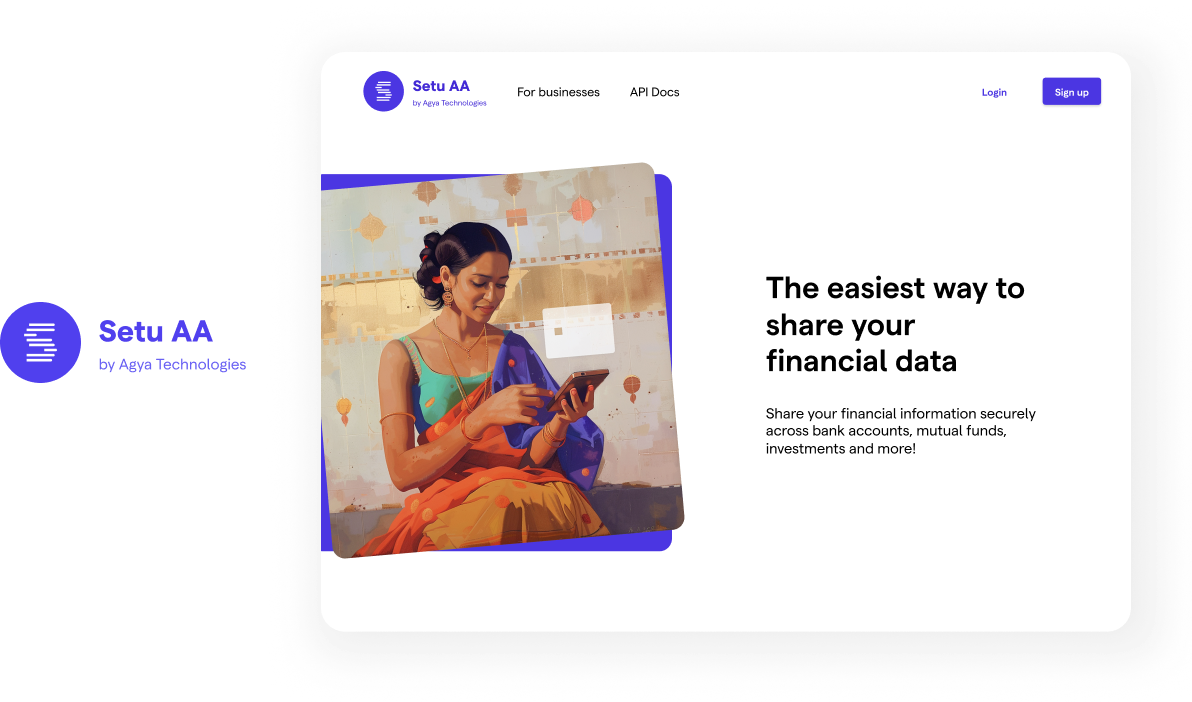 Setu AA
by Agya Technologies
Setu AA
by Agya Technologies
For businesses
API Docs
Login
Sign up
The easiest way to
share your
financial data
Share your financial information securely
across bank accounts, mutual funds,
investments and more!